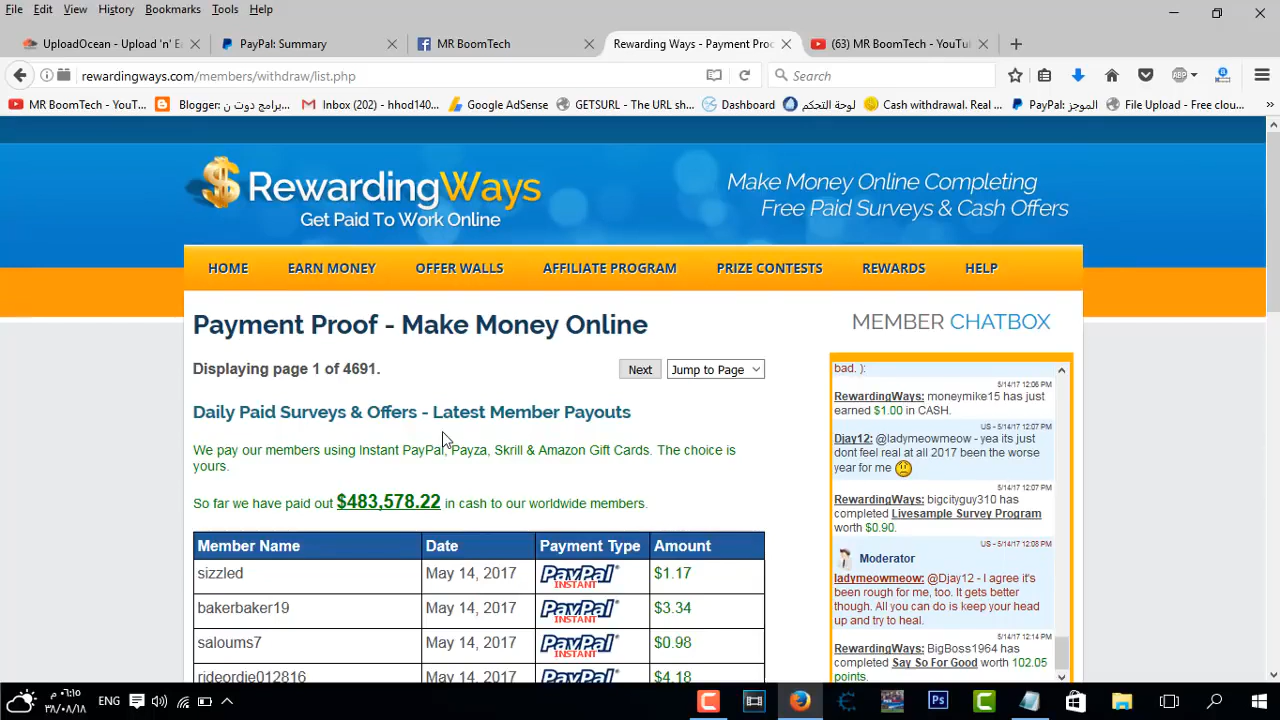 File Edit View History Bookmarks Tools Help
UploadOcean - Upload 'n' E
PayPal: Summary
MR BoomTech
Rewarding Ways - Payment Pro
(63) MR BoomTech - YouTu
rewardingways.com/members/withdraw/list.php
Search
ABP
MR BoomTech - YouT...
Blogger: برامج دوت ن...
Inbox (202) - hhod140...
Google AdSense
GETSURL - The URL sh...
Dashboard
لوحة التحكم
Cash withdrawal. Real ...
PayPal: الموجز
File Upload - Free clou...
RewardingWays
Get Paid To Work Online
Make Money Online Completing
Free Paid Surveys & Cash Offers
HOME EARN MONEY OFFER WALLS AFFILIATE PROGRAM PRIZE CONTESTS REWARDS HELP
Payment Proof - Make Money Online
Displaying page 1 of 4691.
Next
Jump to Page
Daily Paid Surveys & Offers - Latest Member Payouts
We pay our members using Instant PayPal, Payza, Skrill & Amazon Gift Cards. The choice is
yours.
So far we have paid out $483,578.22 in cash to our worldwide members.
Member Name Date Payment Type Amount
sizzled May 14, 2017 PayPal INSTANT $1.17
bakerbaker19 May 14, 2017 PayPal INSTANT $3.34
saloums7 May 14, 2017 PayPal INSTANT $0.98
rideordie012816 May 14, 2017 PayPal $4.18
MEMBER CHATBOX
bad. ):
5/14/17 12:06 PM
RewardingWays: moneymike15 has just
earned $1.00 in CASH.
US - 5/14/17 12:07 PM
Djay12: @ladymeowmeow - yea its just
dont feel real at all 2017 been the worse
year for me
5/14/17 12:07 PM
RewardingWays: bigcityguy310 has
completed Livesample Survey Program
worth $0.90.
US - 5/14/17 12:08 PM
Moderator
ladymeowmeow: @Djay12 - I agree it's
been rough for me, too. It gets better
though. All you can do is keep your head
up and try to heal.
5/14/17 12:14 PM
RewardingWays: BigBoss1964 has
completed Say So For Good worth 102.05
points.
٦:١٥ م
٣٨/٠٨/١٨
ENG
Ps